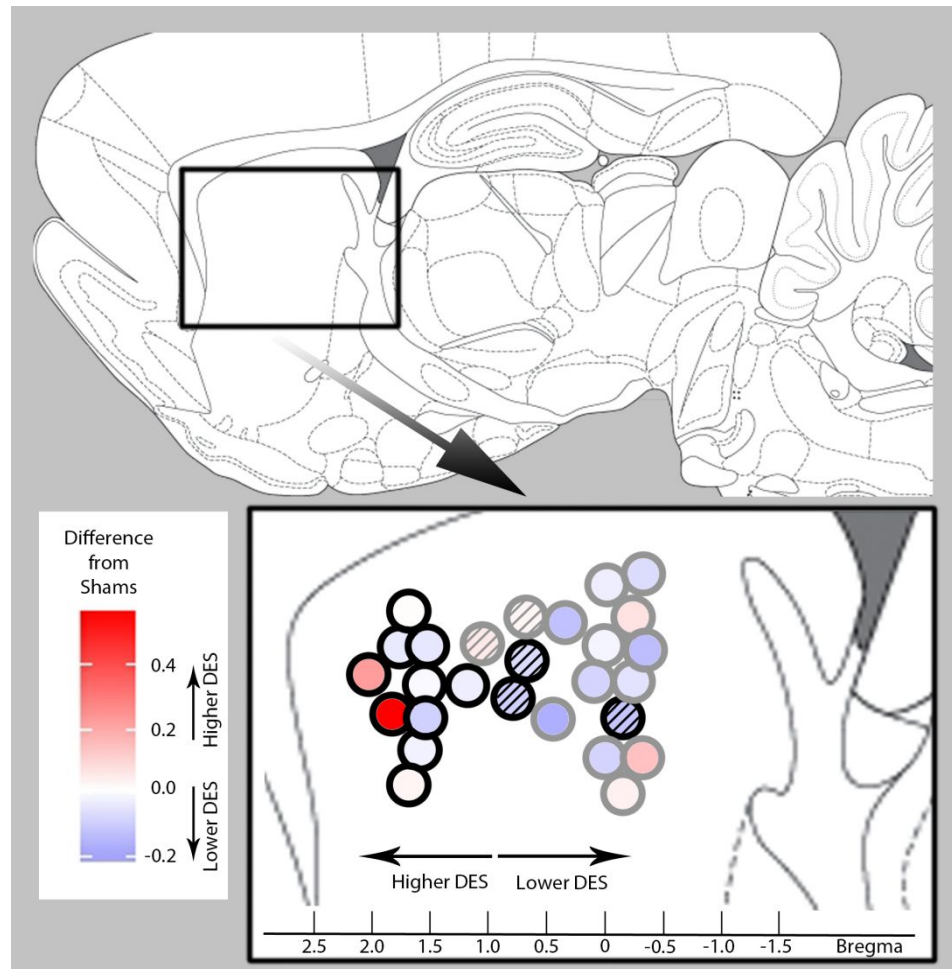 Difference
from
Shams
0.4
0.2
0.0
-0.2
Higher DES
Lower DES
Higher DES
Lower DES
2.5 2.0 1.5 1.0 0.5 0 -0.5 -1.0 -1.5 Bregma